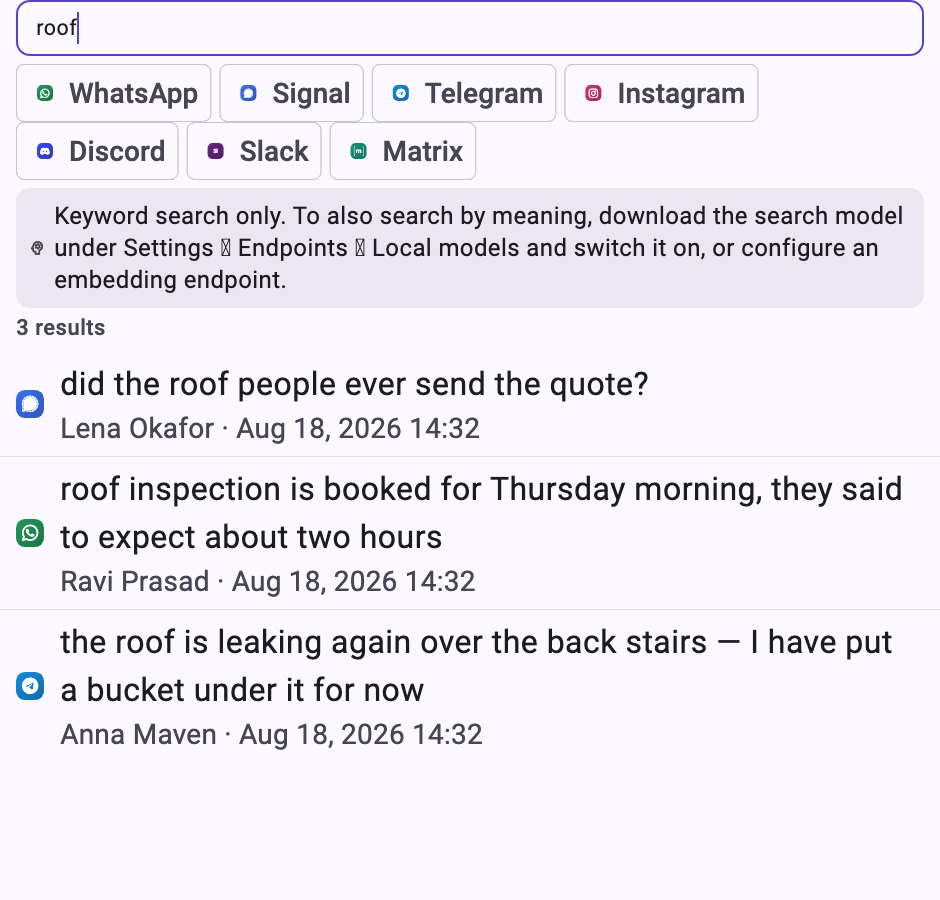 roof
WhatsApp Signal Telegram Instagram
Discord Slack Matrix
Keyword search only. To also search by meaning, download the search model
under Settings Endpoints Local models and switch it on, or configure an
embedding endpoint.
3 results
did the roof people ever send the quote?
Lena Okafor · Aug 18, 2026 14:32
roof inspection is booked for Thursday morning, they said
to expect about two hours
Ravi Prasad · Aug 18, 2026 14:32
the roof is leaking again over the back stairs — I have put
a bucket under it for now
Anna Maven · Aug 18, 2026 14:32